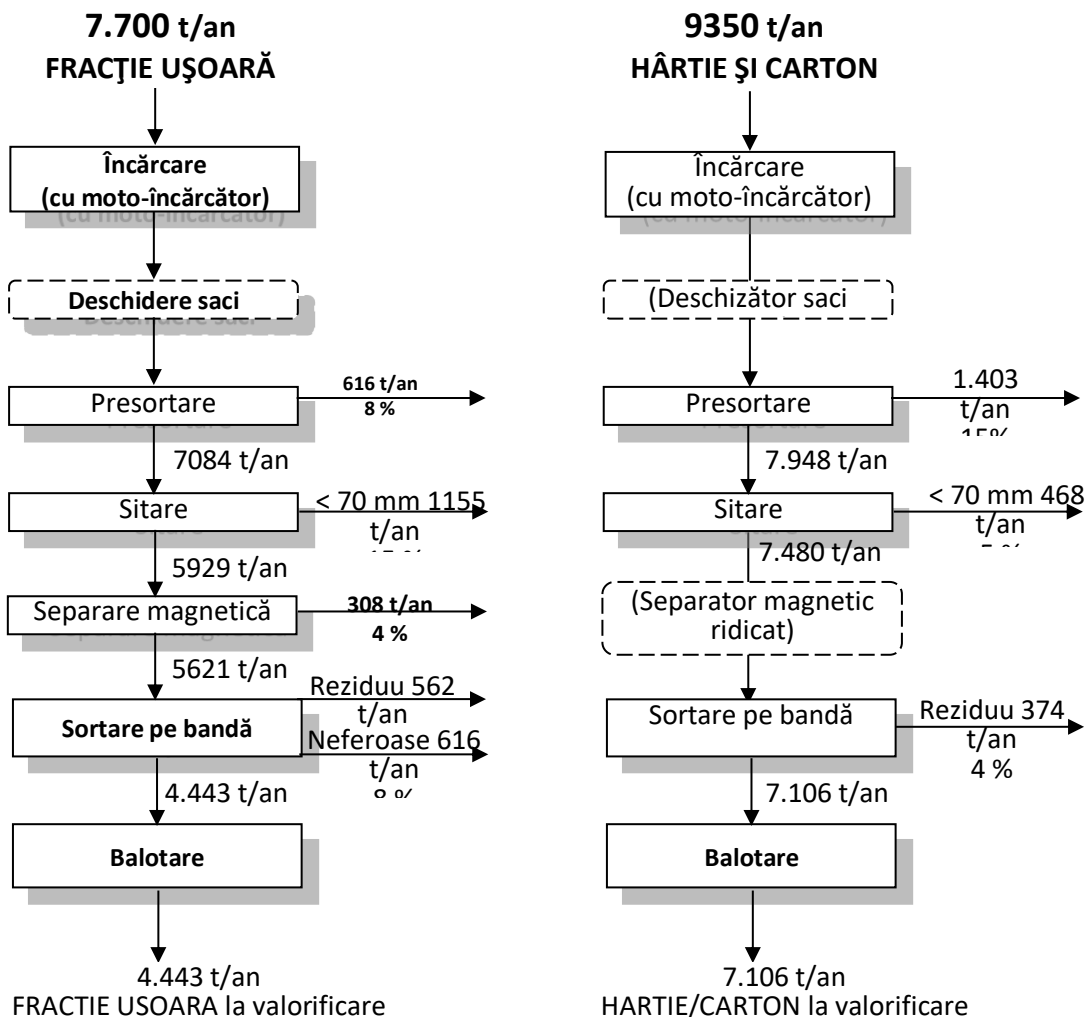 7.700 t/an
FRACŢIE UŞOARĂ
Încărcare
(cu moto-încărcător)
Deschidere saci
Presortare
616 t/an
8 %
7084 t/an
Sitare
< 70 mm 1155
t/an
15 %
5929 t/an
Separare magnetică
308 t/an
4 %
5621 t/an
Sortare pe bandă
Reziduu 562
t/an
Neferoase 616
t/an
8 %
4.443 t/an
Balotare
4.443 t/an
FRACTIE USOARA la valorificare
9350 t/an
HÂRTIE ŞI CARTON
Încărcare
(cu moto-încărcător)
(Deschizător saci
Presortare
1.403
t/an
15%
7.948 t/an
Sitare
< 70 mm 468
t/an
5 %
7.480 t/an
(Separator magnetic
ridicat)
Sortare pe bandă
Reziduu 374
t/an
4 %
7.106 t/an
Balotare
7.106 t/an
HARTIE/CARTON la valorificare